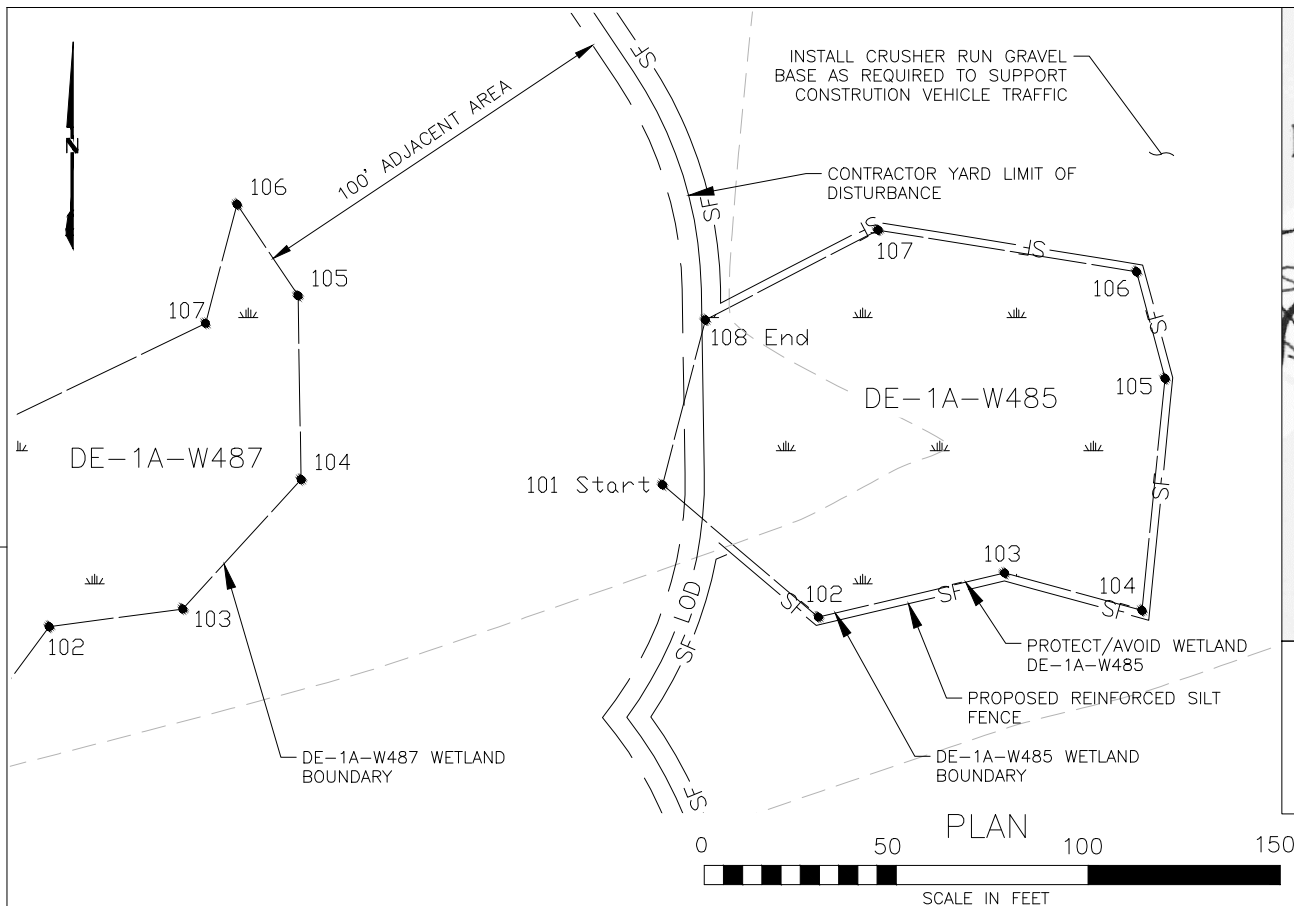 INSTALL CRUSHER RUN GRAVEL
BASE AS REQUIRED TO SUPPORT
CONSTRUTION VEHICLE TRAFFIC
SF
100' ADJACENT AREA
N
CONTRACTOR YARD LIMIT OF
DISTURBANCE
106
SF
SF
107
SF
106
105
107
SF
108 End
105
DE-1A-W485
DE-1A-W487
104
101 Start
SF
103
102
SF
SF
104
SF
103
102
SF LOD
PROTECT/AVOID WETLAND
DE-1A-W485
PROPOSED REINFORCED SILT
FENCE
DE-1A-W487 WETLAND
BOUNDARY
DE-1A-W485 WETLAND
BOUNDARY
SF
PLAN
0 50 100 150
SCALE IN FEET